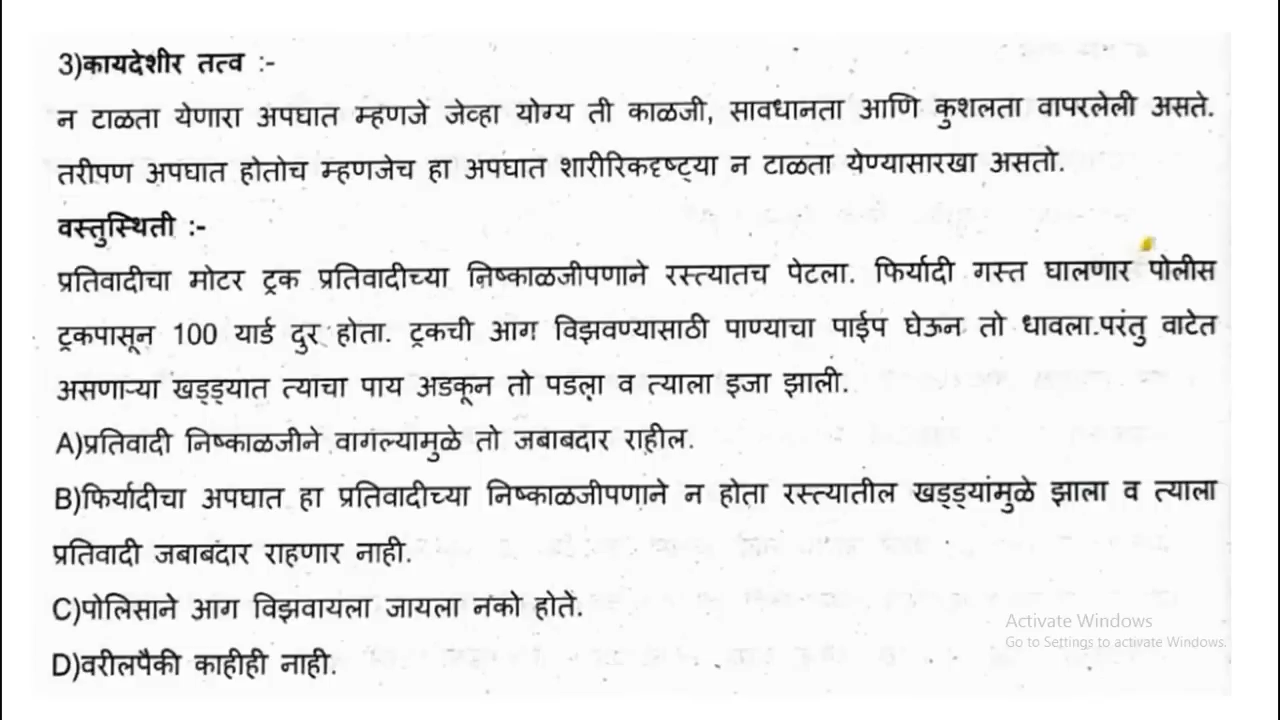 3)कायदेशीर तत्व :-
न टाळता येणारा अपघात म्हणजे जेव्हा योग्य ती काळजी, सावधानता आणि कुशलता वापरलेली असते.
तरीपण अपघात होतोच म्हणजेच हा अपघात शारीरिकदृष्ट्या न टाळता येण्यासारखा असतो.
वस्तुस्थिती :-
प्रतिवादीचा मोटर ट्रक प्रतिवादीच्या निष्काळजीपणाने रस्त्यातच पेटला. फिर्यादी गस्त घालणार पोलीस
ट्रकपासून 100 यार्ड दुर होता. ट्रकची आग विझवण्यासाठी पाण्याचा पाईप घेऊन तो धावला.परंतु वाटेत
असणाऱ्या खड्ड्यात त्याचा पाय अडकून तो पडला व त्याला इजा झाली.
A)प्रतिवादी निष्काळजीने वागल्यामुळे तो जबाबदार राहील.
B)फिर्यादीचा अपघात हा प्रतिवादीच्या निष्काळजीपणाने न होता रस्त्यातील खड्ड्यांमुळे झाला व त्याला
प्रतिवादी जबाबदार राहणार नाही.
C)पोलिसाने आग विझवायला जायला नको होते.
Activate Windows
Go to Settings to activate Windows.
D)वरीलपैकी काहीही नाही.